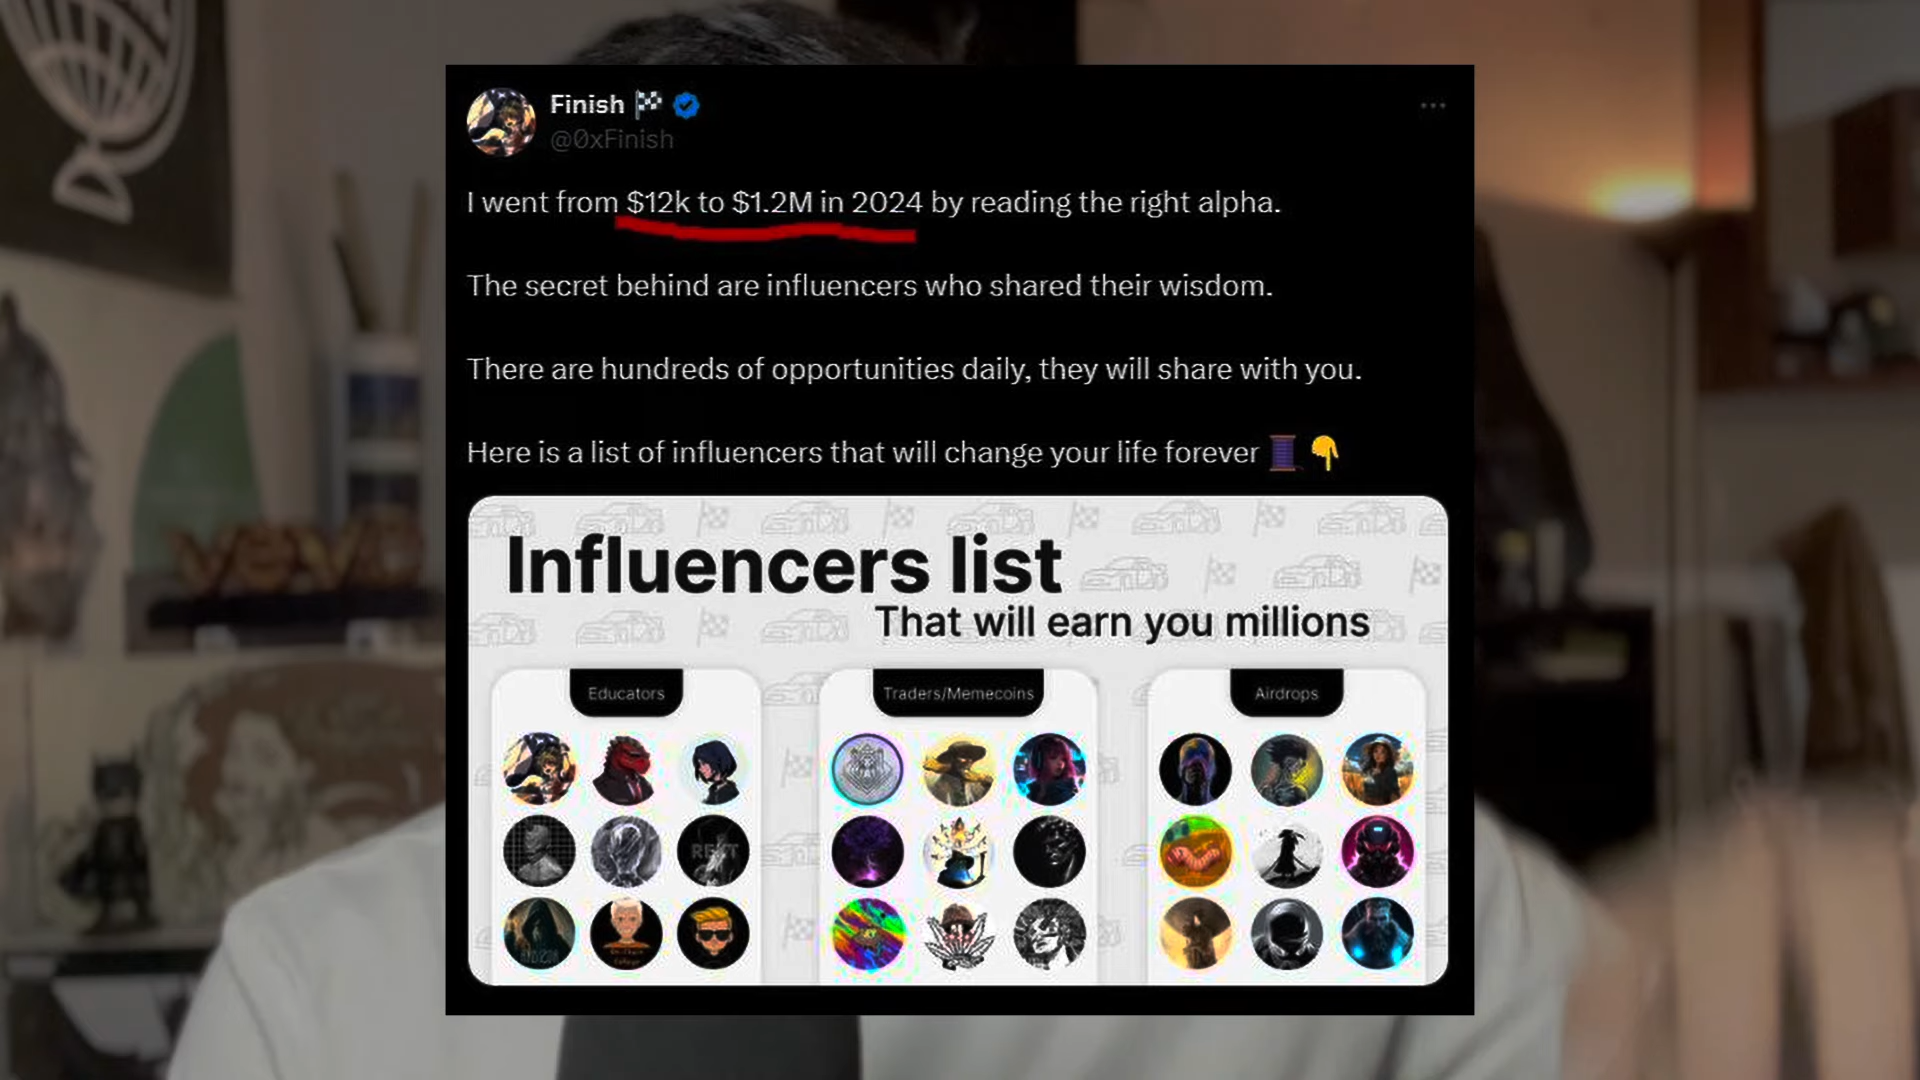 Finish 🏁
@0xFinish
I went from $12k to $1.2M in 2024 by reading the right alpha.
The secret behind are influencers who shared their wisdom.
There are hundreds of opportunities daily, they will share with you.
Here is a list of influencers that will change your life forever 🧵👇
Influencers list
That will earn you millions
Educators
Traders/Memecoins
Airdrops
REKT